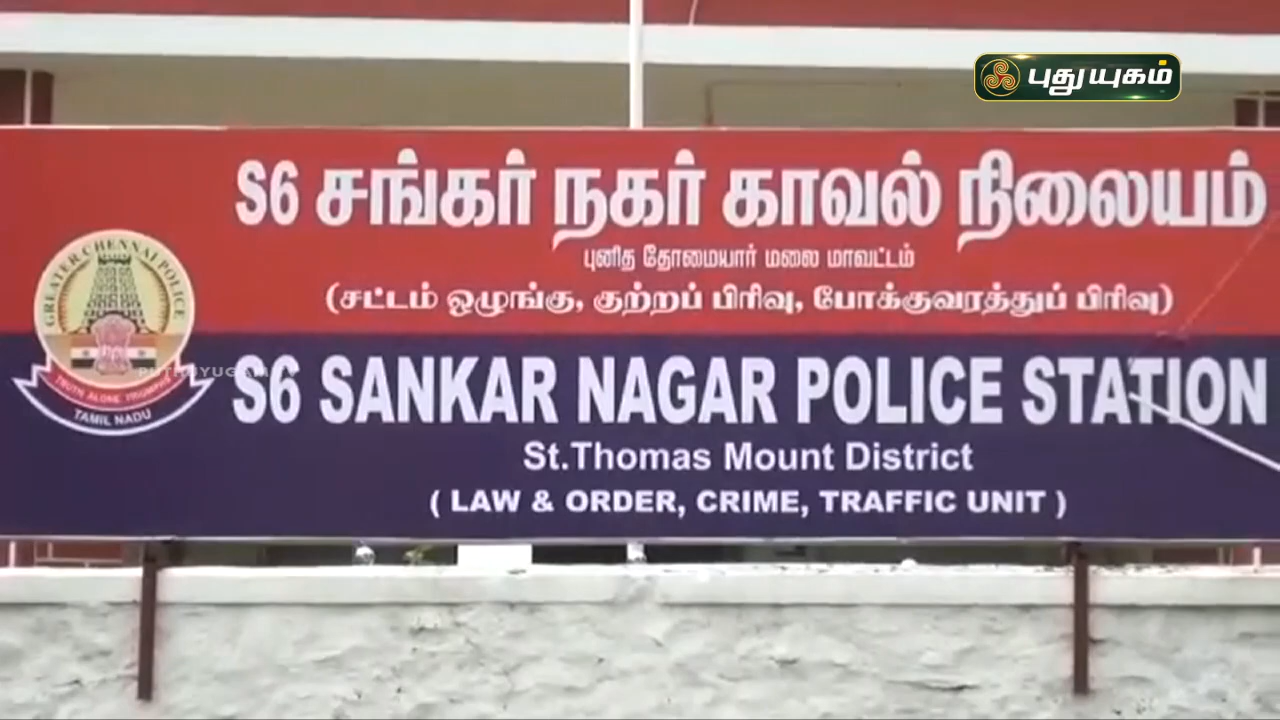 புதுயுகம்
S6 சங்கர் நகர் காவல் நிலையம்
புனித தோமையார் மலை மாவட்டம்
(சட்டம் ஒழுங்கு, குற்றப் பிரிவு, போக்குவரத்துப் பிரிவு)
GREATER CHENNAI POLICE
TRUTH ALONE TRIUMPHS
TAMIL NADU
PUTHUYUGAM
S6 SANKAR NAGAR POLICE STATION
St.Thomas Mount District
( LAW & ORDER, CRIME, TRAFFIC UNIT )